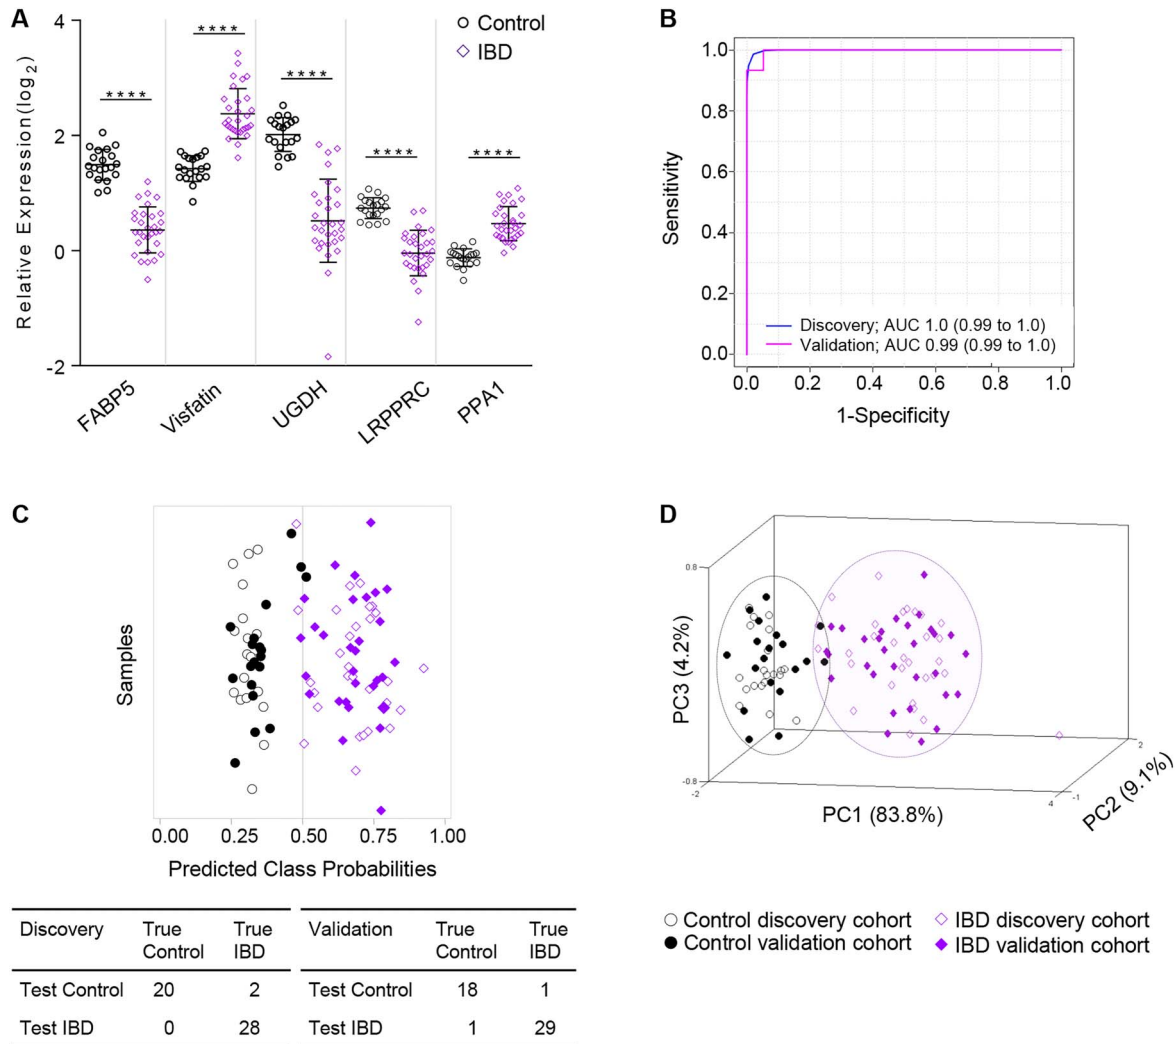 A
Relative Expression(log2)
4
2
0
-2
****
****
****
****
****
Control
IBD
FABP5
Visfatin
UGDH
LRPPRC
PPA1
B
Sensitivity
1.0
0.8
0.6
0.4
0.2
0.0
Discovery; AUC 1.0 (0.99 to 1.0)
Validation; AUC 0.99 (0.99 to 1.0)
0.0 0.2 0.4 0.6 0.8 1.0
1-Specificity
C
Samples
0.00 0.25 0.50 0.75 1.00
Predicted Class Probabilities
Discovery True Control True IBD
Test Control 20 2
Test IBD 0 28
Validation True Control True IBD
Test Control 18 1
Test IBD 1 29
D
PC3 (4.2%)
0.8
-0.8
-2
PC1 (83.8%)
4
-1
2
PC2 (9.1%)
Control discovery cohort
Control validation cohort
IBD discovery cohort
IBD validation cohort